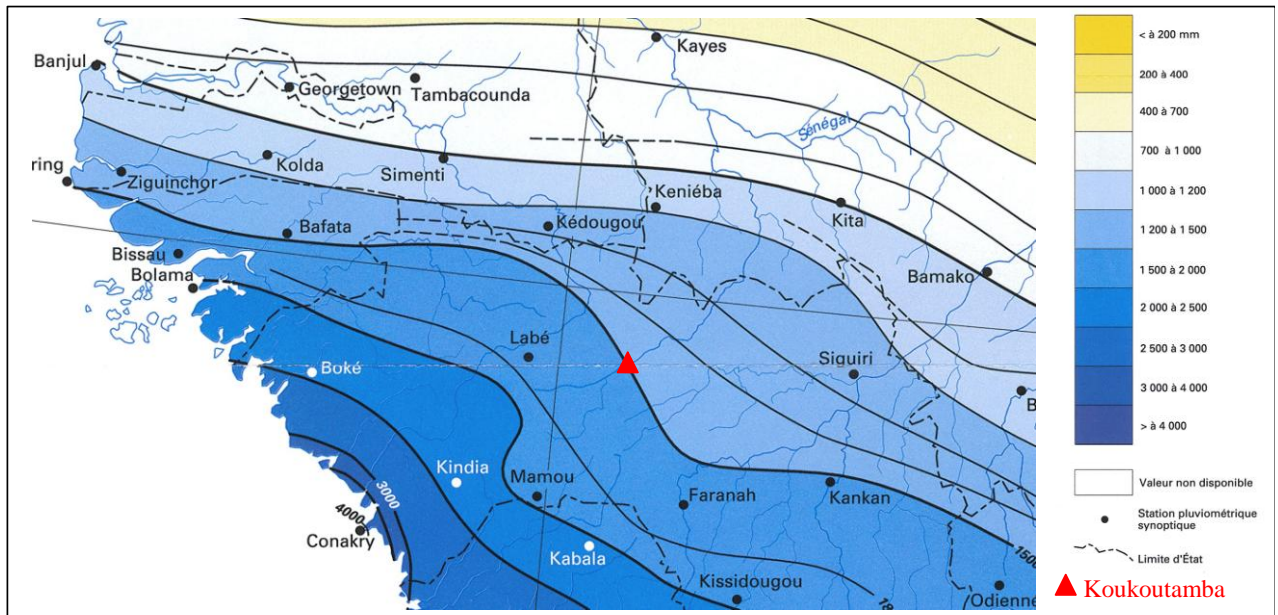 Kayes
Banjul
Georgetown
Tambacounda
Sénégal
ring
Ziguinchor
Kolda
Simenti
Keniéba
Kita
Bafata
Kédougou
Bissau
Bolama
Bamako
Labé
Siguiri
Boké
B
Kindia
Mamou
Faranah
Kankan
3000
4000
Conakry
Kabala
1500
Kissidougou
18
Odienné
< à 200 mm
200 à 400
400 à 700
700 à 1 000
1 000 à 1 200
1 200 à 1 500
1 500 à 2 000
2 000 à 2 500
2 500 à 3 000
3 000 à 4 000
> à 4 000
Valeur non disponible
Station pluviométrique
synoptique
Limite d'État
Koukoutamba